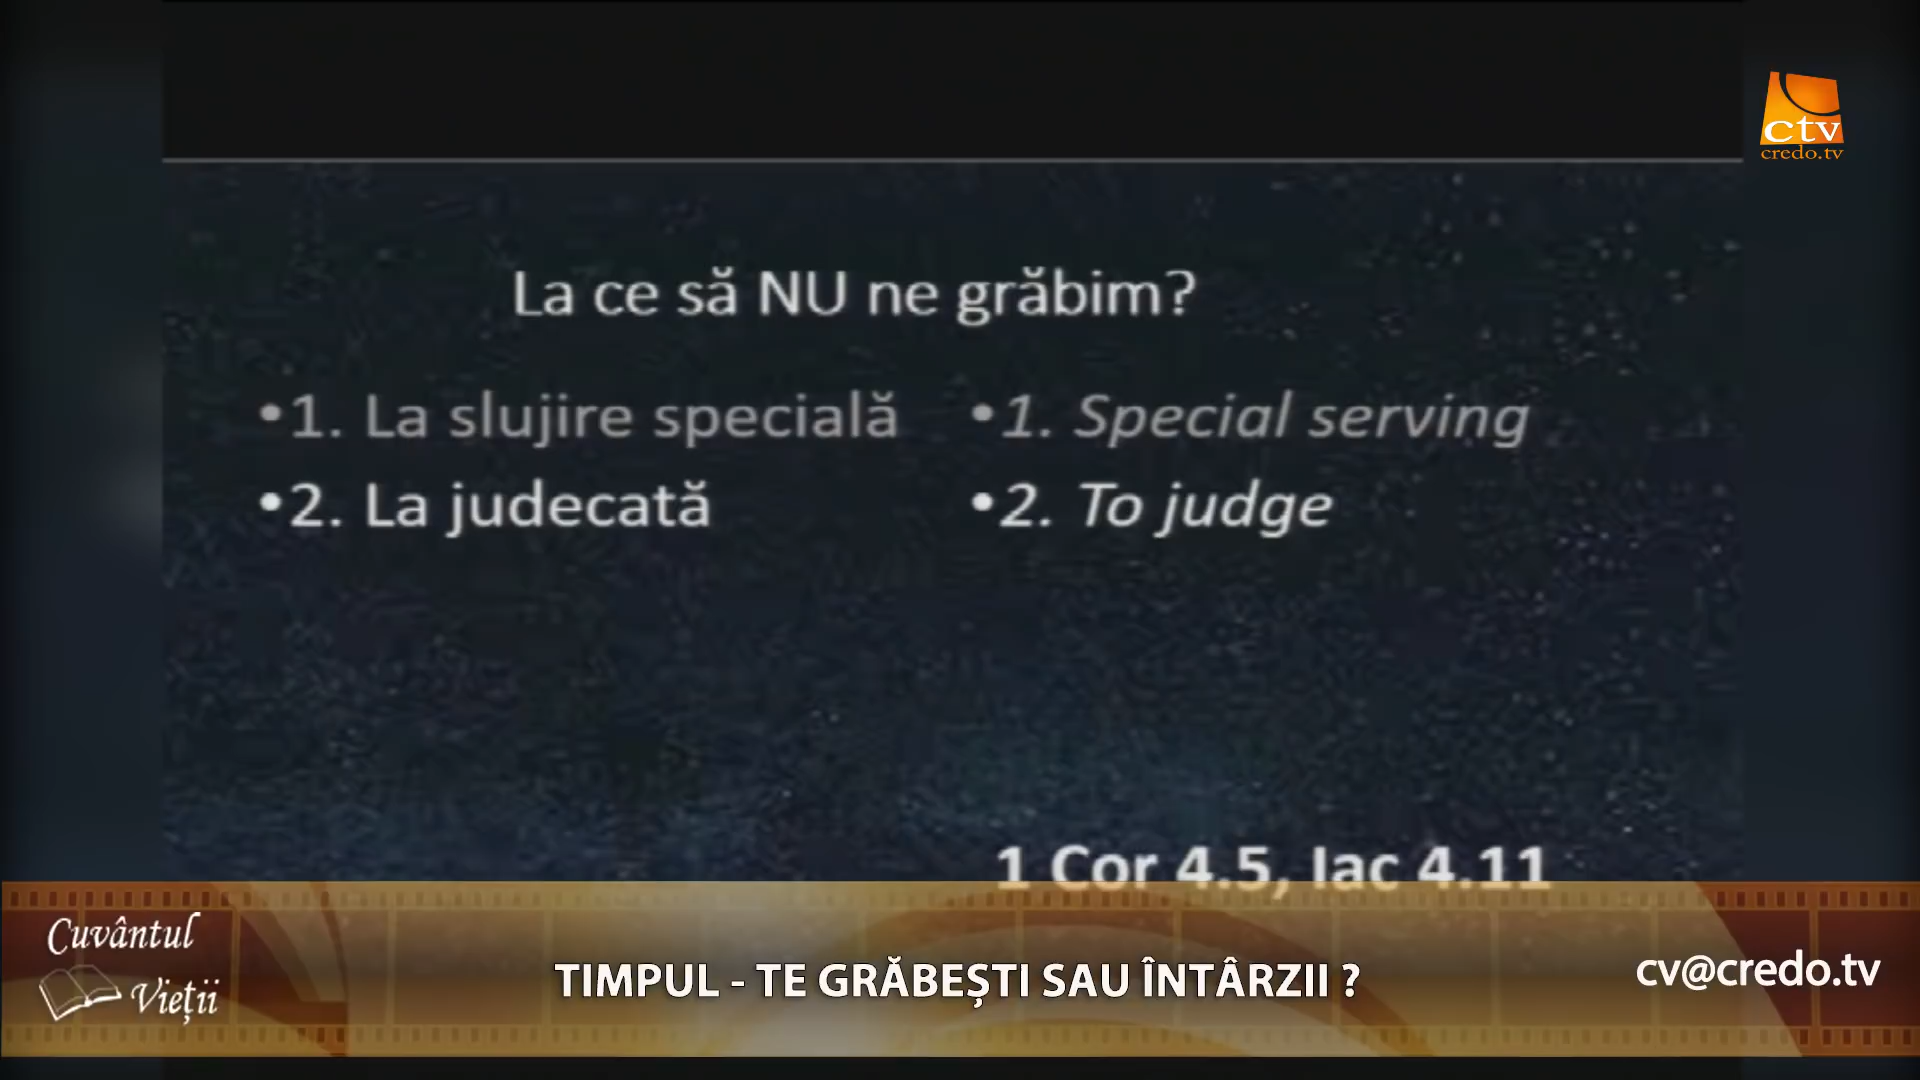 ctv
credo.tv
La ce să NU ne grăbim?
•1. La slujire specială
•2. La judecată
•1. Special serving
•2. To judge
1 Cor 4.5, Iac 4.11
Cuvântul
Vieții
TIMPUL - TE GRĂBEȘTI SAU ÎNTÂRZII ?
cv@credo.tv